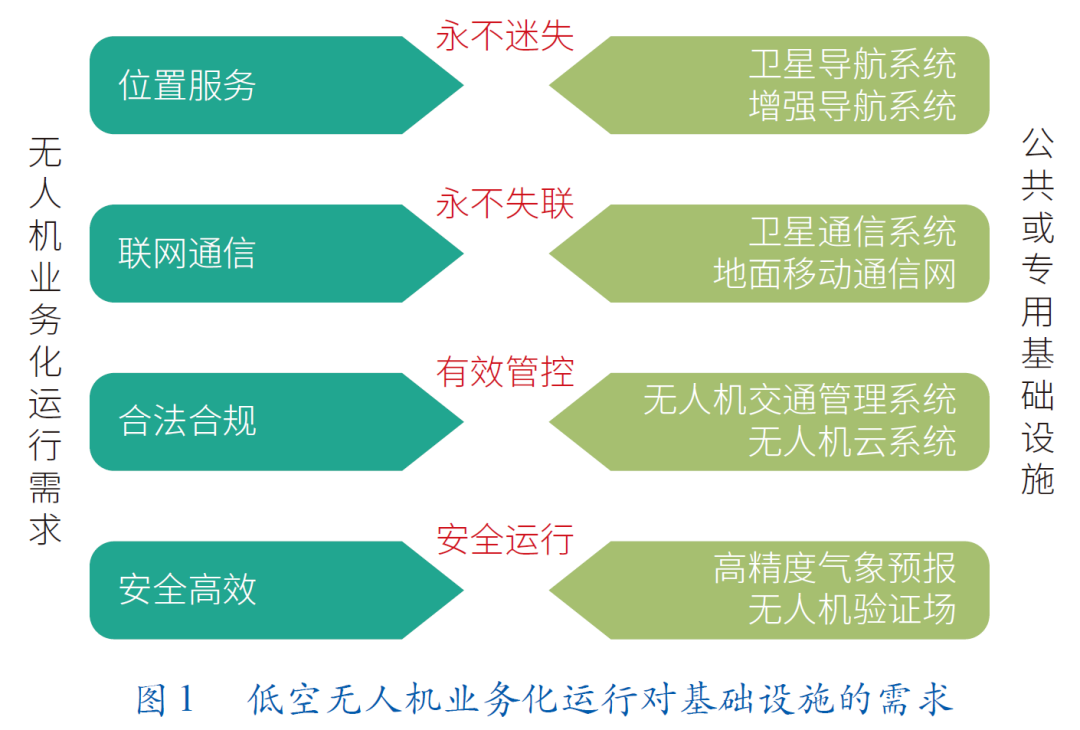 无人机业务化运行需求
位置服务
永不迷失
卫星导航系统
增强导航系统
联网通信
永不失联
卫星通信系统
地面移动通信网
合法合规
有效管控
无人机交通管理系统
无人机云系统
安全高效
安全运行
高精度气象预报
无人机验证场
公共或专用基础设施
图1 低空无人机业务化运行对基础设施的需求